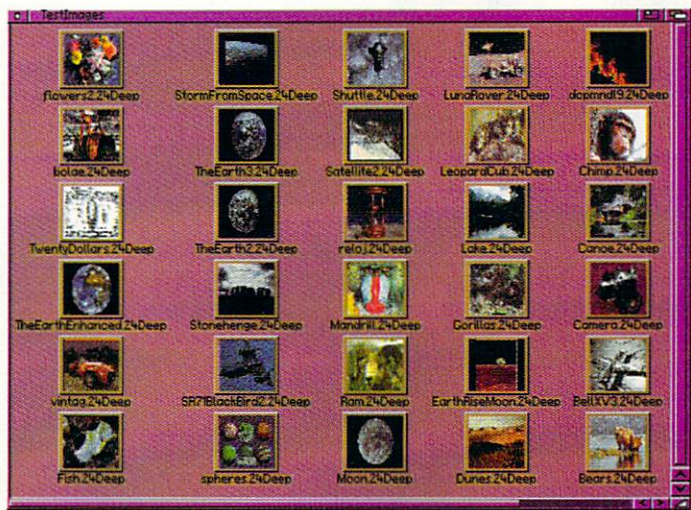 TestImages
flowers2.24Deep
StormFromSpace.24Deep
Shuttle.24Deep
LunaRover.24Deep
dcpmndl9.24Deep
bolae.24Deep
TheEarth3.24Deep
Satellite2.24Deep
LeopardCub.24Deep
Chimp.24Deep
TwentyDollars.24Deep
TheEarth2.24Deep
reloj.24Deep
Lake.24Deep
Canoe.24Deep
TheEarthEnhanced.24Deep
Stonehenge.24Deep
Mandrill.24Deep
Gorillas.24Deep
Camera.24Deep
vintag.24Deep
SR71BlackBird2.24Deep
Ram.24Deep
EarthRiseMoon.24Deep
BellXV3.24Deep
Fish.24Deep
spheres.24Deep
Moon.24Deep
Dunes.24Deep
Bears.24Deep